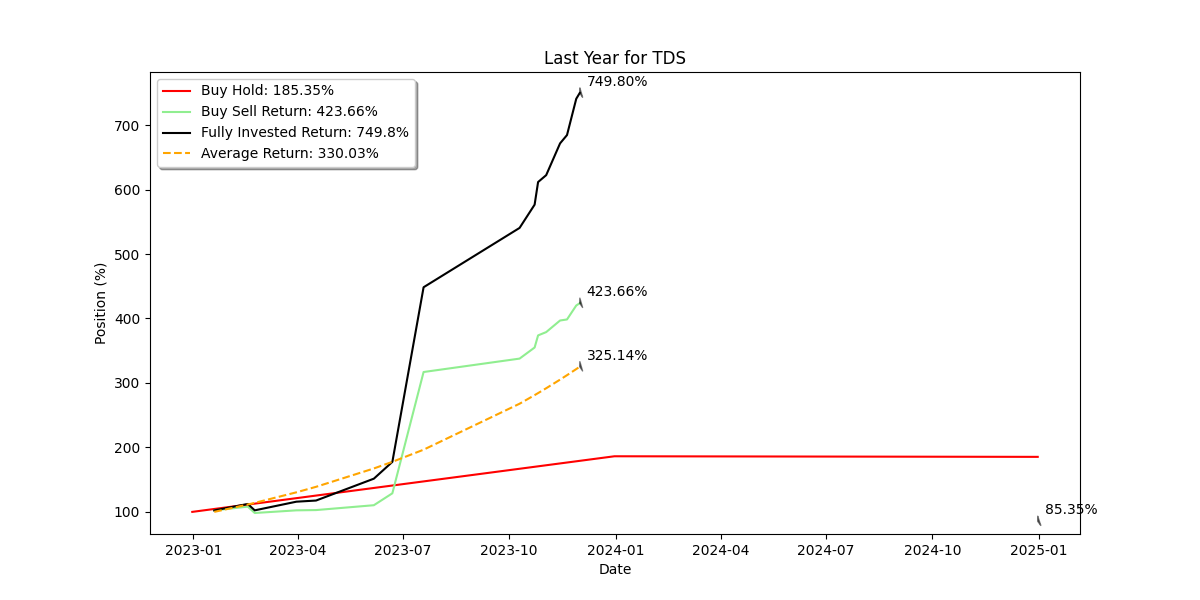 Last Year for TDS
Buy Hold: 185.35%
Buy Sell Return: 423.66%
Fully Invested Return: 749.8%
Average Return: 330.03%
749.80%
423.66%
325.14%
85.35%
Position (%)
700
600
500
400
300
200
100
2023-01 2023-04 2023-07 2023-10 2024-01 2024-04 2024-07 2024-10 2025-01
Date